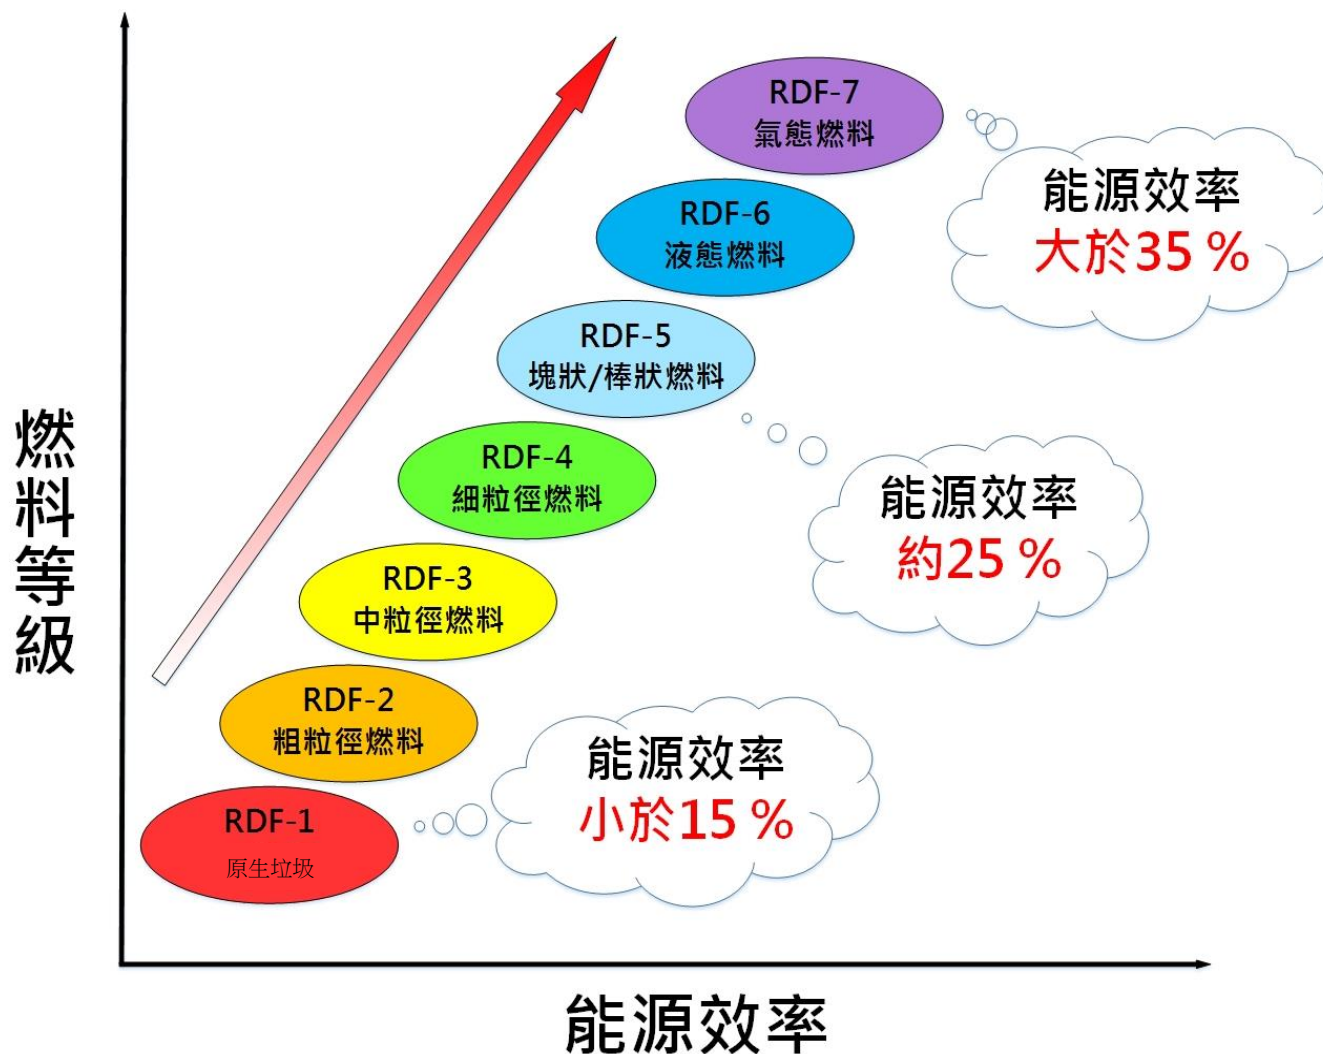 RDF-7
氣態燃料
能源效率
大於35％
RDF-6
液態燃料
RDF-5
塊狀/棒狀燃料
RDF-4
細粒徑燃料
能源效率
約25％
RDF-3
中粒徑燃料
RDF-2
粗粒徑燃料
能源效率
小於15％
RDF-1
原生垃圾
燃料等級
能源效率